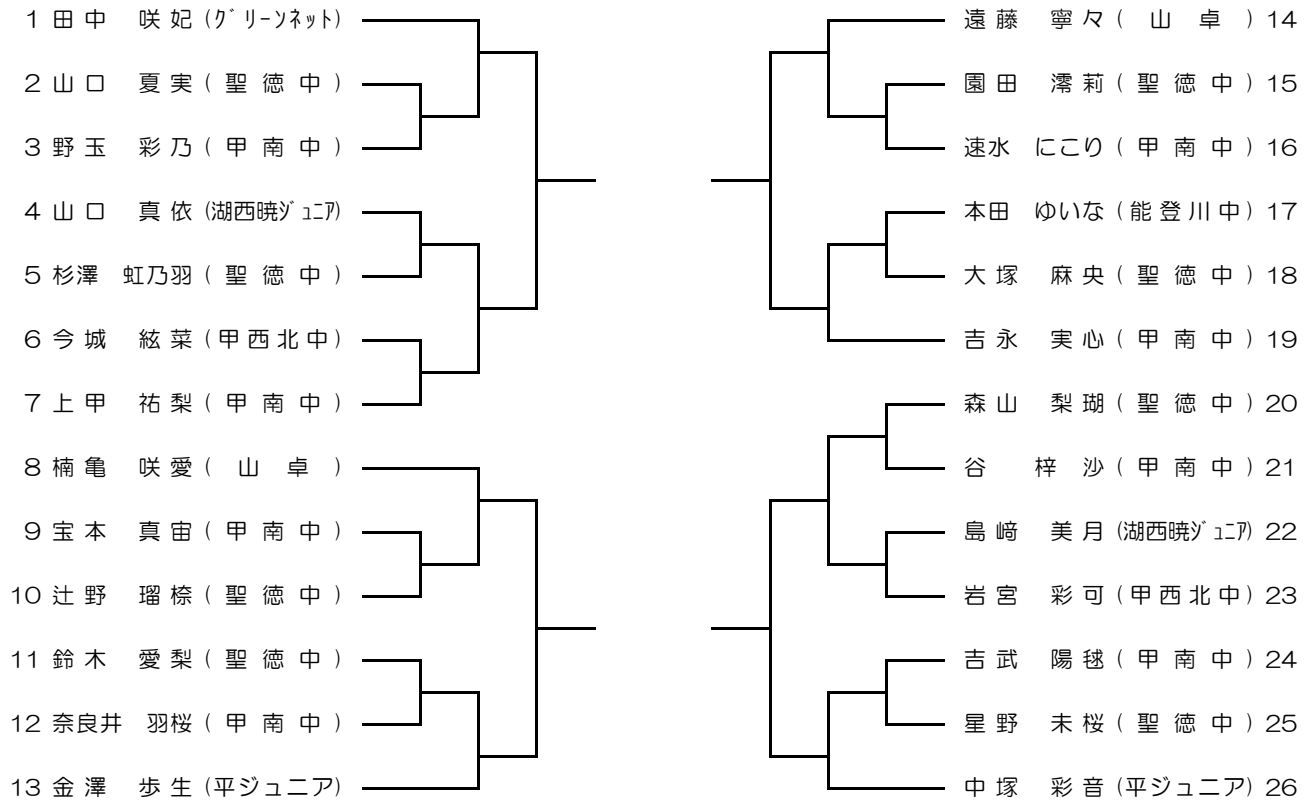 1 田中 咲妃 (グリーンネット)
2 山口 夏実 (聖徳中)
3 野玉 彩乃 (甲南中)
4 山口 真依 (湖西暁ジュニア)
5 杉澤 虹乃羽 (聖徳中)
6 今城 絃菜 (甲西北中)
7 上甲 祐梨 (甲南中)
8 楠亀 咲愛 (山卓)
9 宝本 真宙 (甲南中)
10 辻野 瑠榛 (聖徳中)
11 鈴木 愛梨 (聖徳中)
12 奈良井 羽桜 (甲南中)
13 金澤 歩生 (平ジュニア)
遠藤 寧々 (山卓) 14
園田 澪莉 (聖徳中) 15
速水 にこり (甲南中) 16
本田 ゆいな (能登川中) 17
大塚 麻央 (聖徳中) 18
吉永 実心 (甲南中) 19
森山 梨瑚 (聖徳中) 20
谷 梓沙 (甲南中) 21
島﨑 美月 (湖西暁ジュニア) 22
岩宮 彩可 (甲西北中) 23
吉武 陽毬 (甲南中) 24
星野 未桜 (聖徳中) 25
中塚 彩音 (平ジュニア) 26